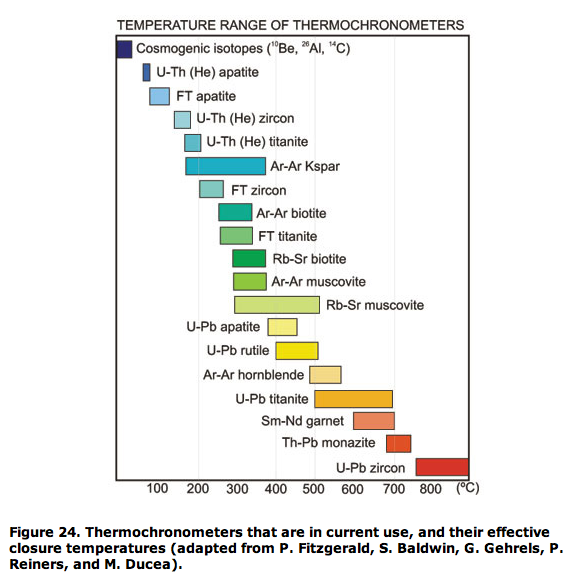 TEMPERATURE RANGE OF THERMOCHRONOMETERS
Cosmogenic isotopes (¹⁰Be, ²⁶Al, ¹⁴C)
U-Th (He) apatite
FT apatite
U-Th (He) zircon
U-Th (He) titanite
Ar-Ar Kspar
FT zircon
Ar-Ar biotite
FT titanite
Rb-Sr biotite
Ar-Ar muscovite
Rb-Sr muscovite
U-Pb apatite
U-Pb rutile
Ar-Ar hornblende
U-Pb titanite
Sm-Nd garnet
Th-Pb monazite
U-Pb zircon
100 200 300 400 500 600 700 800 (ºC)
Figure 24. Thermochronometers that are in current use, and their effective
closure temperatures (adapted from P. Fitzgerald, S. Baldwin, G. Gehrels, P.
Reiners, and M. Ducea).